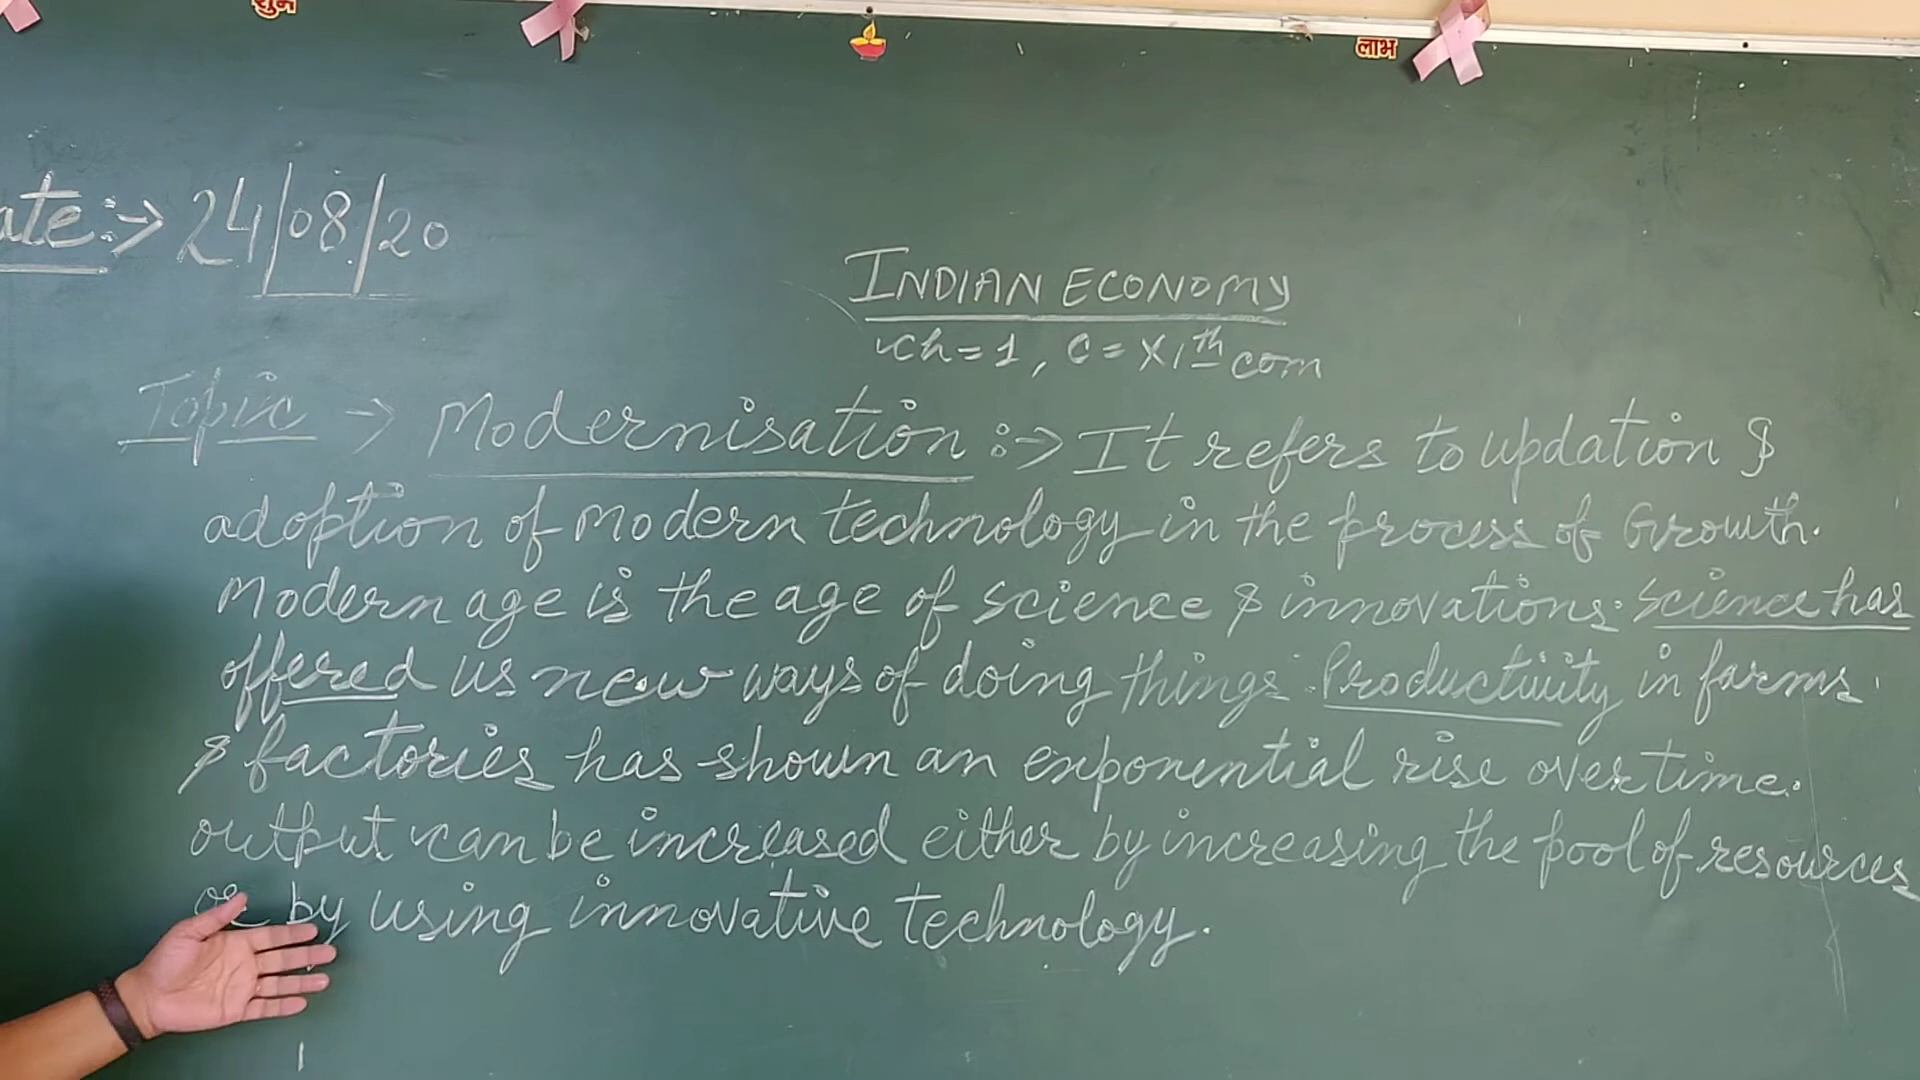 शुभ
लाभ
ate:-> 24/08/20
INDIAN ECONOMY
ch=1, C=XIth com
Topic -> Modernisation :-> It refers to updation &
adoption of Modern technology in the process of Growth.
Modern age is the age of science & innovations. Science has
offered us new ways of doing things. Productivity in farms
& factories has shown an exponential rise over time.
output can be increased either by increasing the pool of resources
or by using innovative technology.